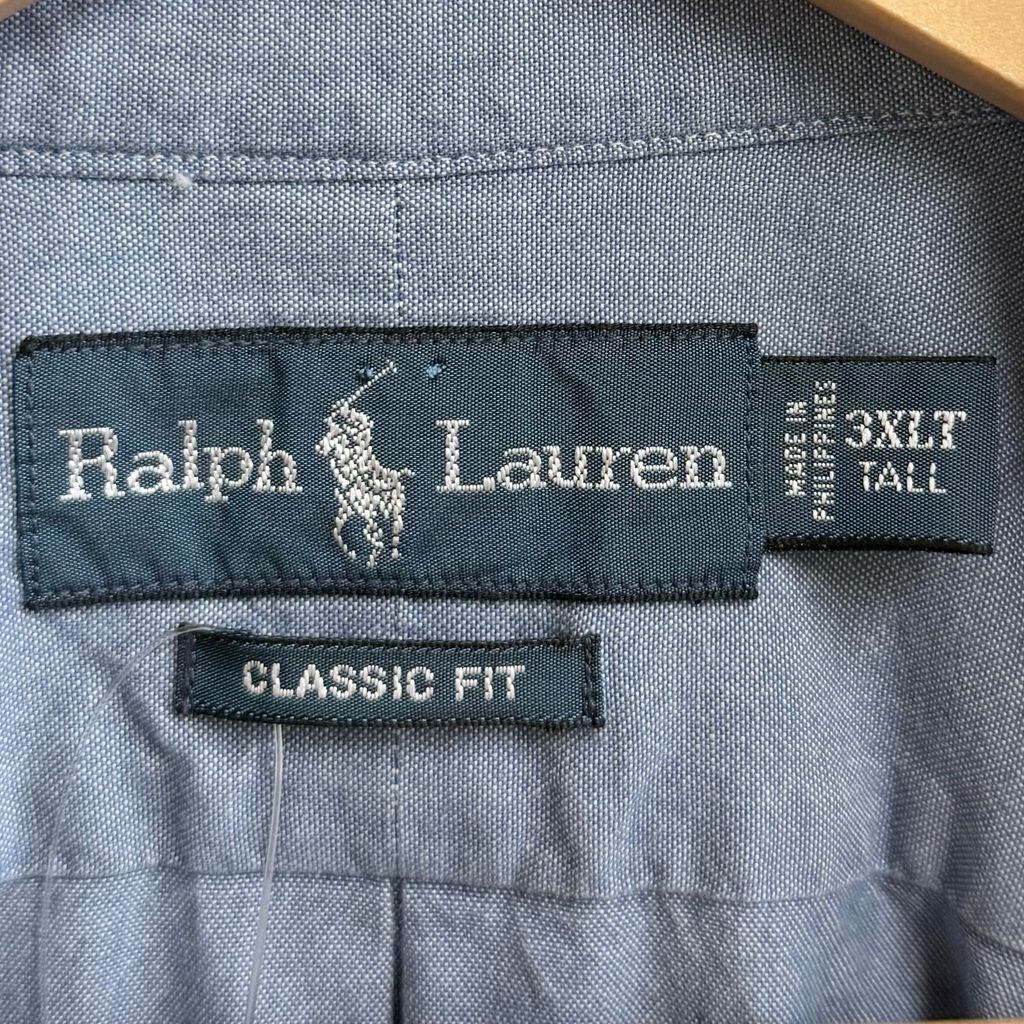 Ralph Lauren
MADE IN
PHILIPPINES
3XLT
TALL
CLASSIC FIT